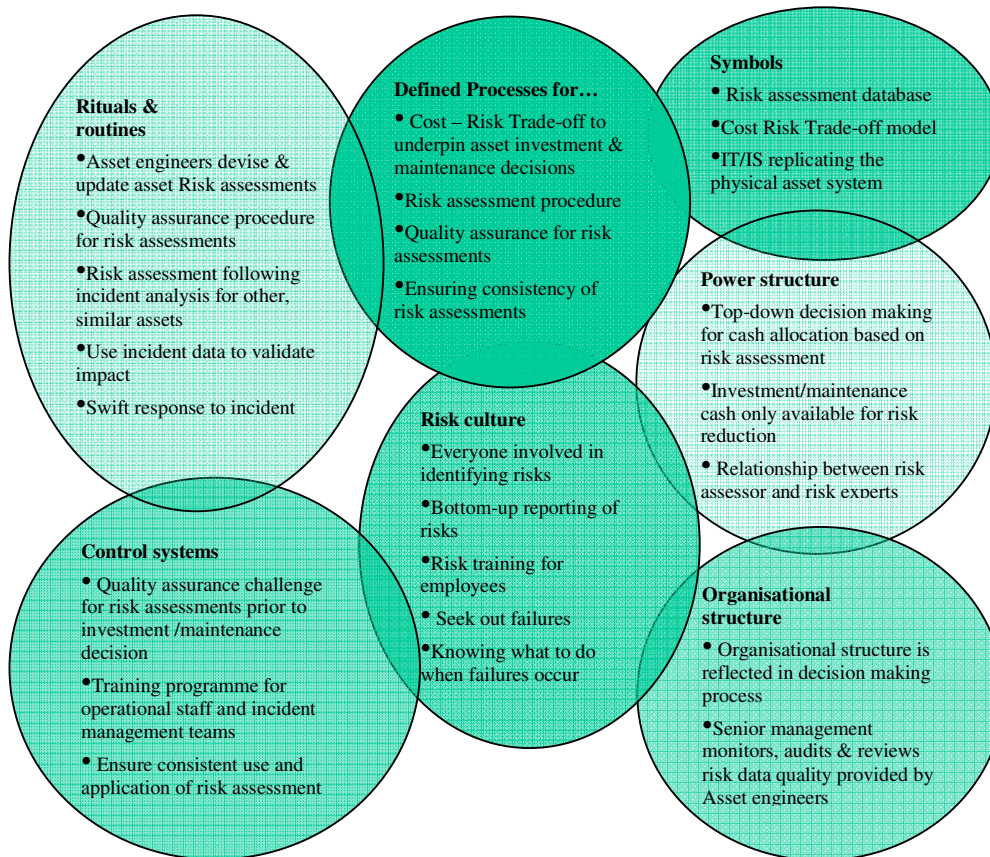 Rituals &
routines
•Asset engineers devise &
update asset Risk assessments
•Quality assurance procedure
for risk assessments
•Risk assessment following
incident analysis for other,
similar assets
•Use incident data to validate
impact
•Swift response to incident
Defined Processes for…
• Cost – Risk Trade-off to
underpin asset investment &
maintenance decisions
•Risk assessment procedure
•Quality assurance for risk
assessments
•Ensuring consistency of
risk assessments
Symbols
• Risk assessment database
•Cost Risk Trade-off model
•IT/IS replicating the
physical asset system
Power structure
•Top-down decision making
for cash allocation based on
risk assessment
•Investment/maintenance
cash only available for risk
reduction
• Relationship between risk
assessor and risk experts
Risk culture
•Everyone involved in
identifying risks
•Bottom-up reporting of
risks
•Risk training for
employees
• Seek out failures
•Knowing what to do
when failures occur
Control systems
• Quality assurance challenge
for risk assessments prior to
investment /maintenance
decision
•Training programme for
operational staff and incident
management teams
• Ensure consistent use and
application of risk assessment
Organisational
structure
• Organisational structure is
reflected in decision making
process
•Senior management
monitors, audits & reviews
risk data quality provided by
Asset engineers